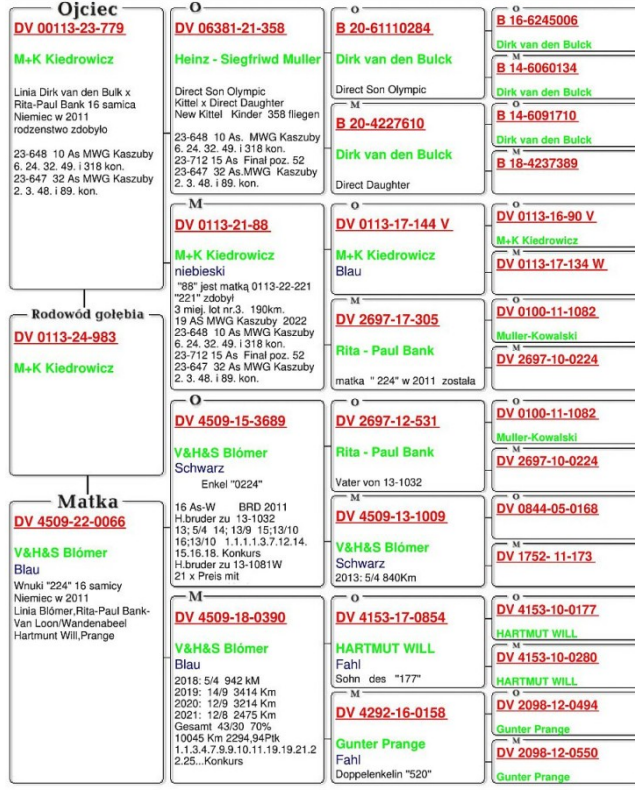 Ojciec
DV 00113-23-779
M+K Kiedrowicz
Linia Dirk van den Bulk x
Rita-Paul Bank 16 samica
Niemiec w 2011
rodzenstwo zdobyło
23-648 10 As MWG Kaszuby
6. 24. 32. 49. i 318 kon.
23-712 15 As Final poz. 52
23-647 32 As MWG Kaszuby
2. 3. 48. i 89. kon.
Rodowód gołębia
DV 0113-24-983
M+K Kiedrowicz
Matka
DV 4509-22-0066
V&H&S Blómer
Blau
Wnuki "224" 16 samicy
Niemiec w 2011
Linia Blómer,Rita-Paul Bank-
Van Loon/Wandenabeel
Hartmunt Will,Prange
O
DV 06381-21-358
Heinz - Siegfriwd Muller
Direct Son Olympic
Kittel x Direct Daughter
New Kittel Kinder 358 fliegen
23-648 10 As. MWG Kaszuby
6. 24. 32. 49. i 318 kon.
23-712 15 As Final poz. 52
23-647 32 As.MWG Kaszuby
2. 3. 48. i 89. kon.
M
DV 0113-21-88
M+K Kiedrowicz
niebieski
"88" jest matką 0113-22-221
"221" zdobył
3 miej. lot nr.3. 190km.
19 AS MWG Kaszuby 2022
23-648 10 As MWG Kaszuby
6. 24. 32. 49. i 318 kon.
23-712 15 As Final poz. 52
23-647 32 As MWG Kaszuby
2. 3. 48. i 89. kon.
O
DV 4509-15-3689
V&H&S Blómer
Schwarz
Enkel "0224"
16 As-W BRD 2011
H.bruder zu 13-1032
13; 5/4 14; 13/9 15;13/10
16;13/10 1.1.1.1.3.7.12.14.
15.16.18. Konkurs
H.bruder zu 13-1081W
21 x Preis mit
M
DV 4509-18-0390
V&H&S Blómer
Blau
2018: 5/4 942 kM
2019: 14/9 3414 Km
2020: 12/9 3214 Km
2021: 12/8 2475 Km
Gesamt 43/30 70%
10045 Km 2294,94Ptk
1.1.3.4.7.9.9.10.11.19.19.21.2
2.25...Konkurs
O
B 20-61110284
Dirk van den Bulck
Direct Son Olympic
M
B 20-4227610
Dirk van den Bulck
Direct Daughter
O
DV 0113-17-144 V
M+K Kiedrowicz
Blau
M
DV 2697-17-305
Rita - Paul Bank
matka " 224" w 2011 została
O
DV 2697-12-531
Rita - Paul Bank
Vater von 13-1032
M
DV 4509-13-1009
V&H&S Blómer
Schwarz
2013: 5/4 840Km
O
DV 4153-17-0854
HARTMUT WILL
Fahl
Sohn des "177"
M
DV 4292-16-0158
Gunter Prange
Fahl
Doppelenkelin "520"
O
B 16-6245006
Dirk van den Bulck
M
B 14-6060134
Dirk van den Bulck
O
B 14-6091710
Dirk van den Bulck
M
B 18-4237389
O
DV 0113-16-90 V
M+K Kiedrowicz
M
DV 0113-17-134 W
O
DV 0100-11-1082
Muller-Kowalski
M
DV 2697-10-0224
O
DV 0100-11-1082
Muller-Kowalski
M
DV 2697-10-0224
O
DV 0844-05-0168
M
DV 1752- 11-173
O
DV 4153-10-0177
HARTMUT WILL
M
DV 4153-10-0280
HARTMUT WILL
O
DV 2098-12-0494
Gunter Prange
M
DV 2098-12-0550
Gunter Prange